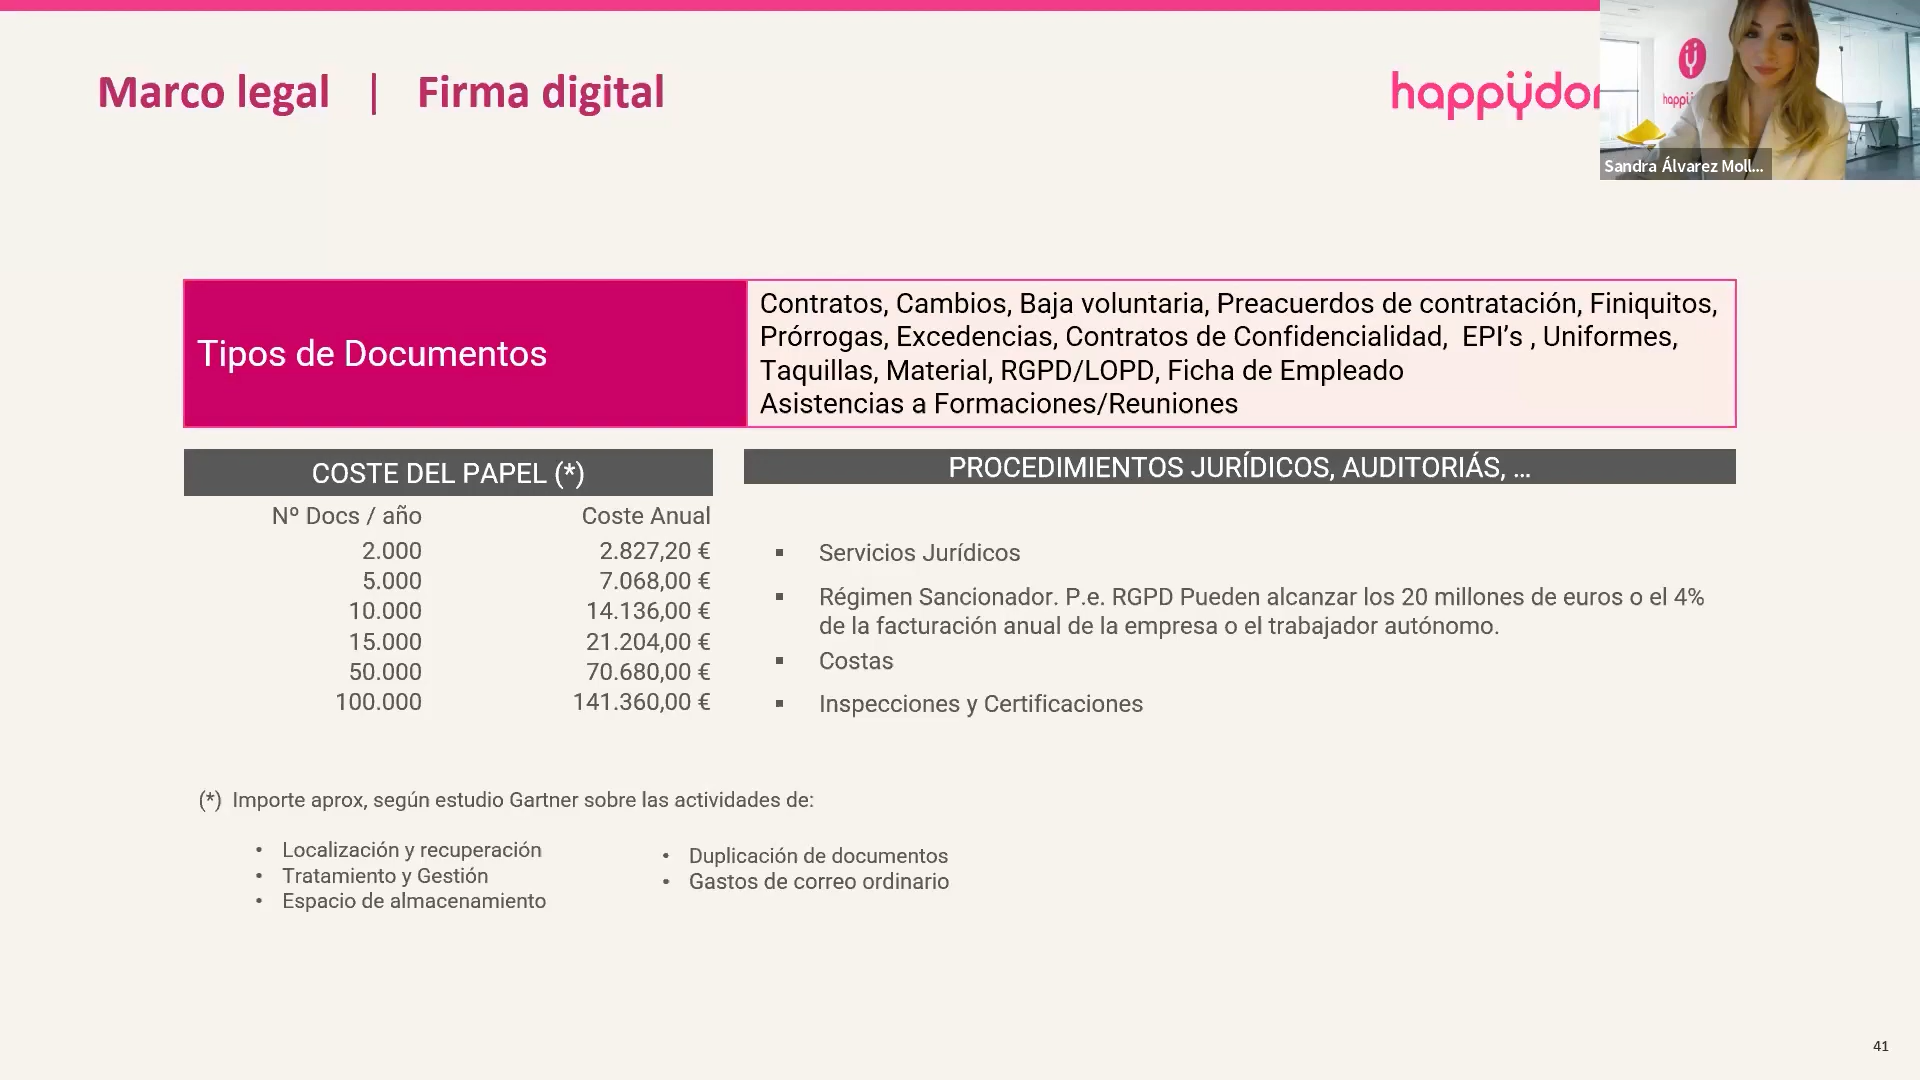 Marco legal | Firma digital
happÿdon
happÿ
Sandra Álvarez Moll...
Tipos de Documentos
Contratos, Cambios, Baja voluntaria, Preacuerdos de contratación, Finiquitos,
Prórrogas, Excedencias, Contratos de Confidencialidad, EPI’s , Uniformes,
Taquillas, Material, RGPD/LOPD, Ficha de Empleado
Asistencias a Formaciones/Reuniones
COSTE DEL PAPEL (*)
Nº Docs / año Coste Anual
2.000 2.827,20 €
5.000 7.068,00 €
10.000 14.136,00 €
15.000 21.204,00 €
50.000 70.680,00 €
100.000 141.360,00 €
PROCEDIMIENTOS JURÍDICOS, AUDITORIÁS, ...
▪ Servicios Jurídicos
▪ Régimen Sancionador. P.e. RGPD Pueden alcanzar los 20 millones de euros o el 4%
de la facturación anual de la empresa o el trabajador autónomo.
▪ Costas
▪ Inspecciones y Certificaciones
(*) Importe aprox, según estudio Gartner sobre las actividades de:
• Localización y recuperación
• Tratamiento y Gestión
• Espacio de almacenamiento
• Duplicación de documentos
• Gastos de correo ordinario
41